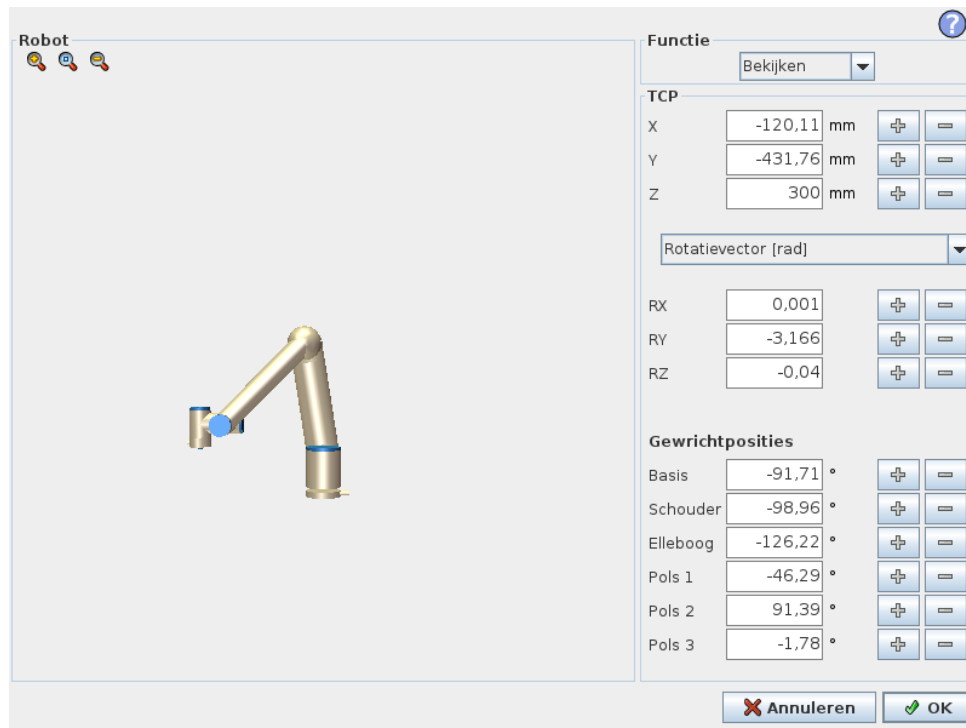 Robot
Functie
?
Bekijken
TCP
X -120,11 mm
Y -431,76 mm
Z 300 mm
Rotatievector [rad]
RX 0,001
RY -3,166
RZ -0,04
Gewrichtposities
Basis -91,71 °
Schouder -98,96 °
Elleboog -126,22 °
Pols 1 -46,29 °
Pols 2 91,39 °
Pols 3 -1,78 °
Annuleren OK